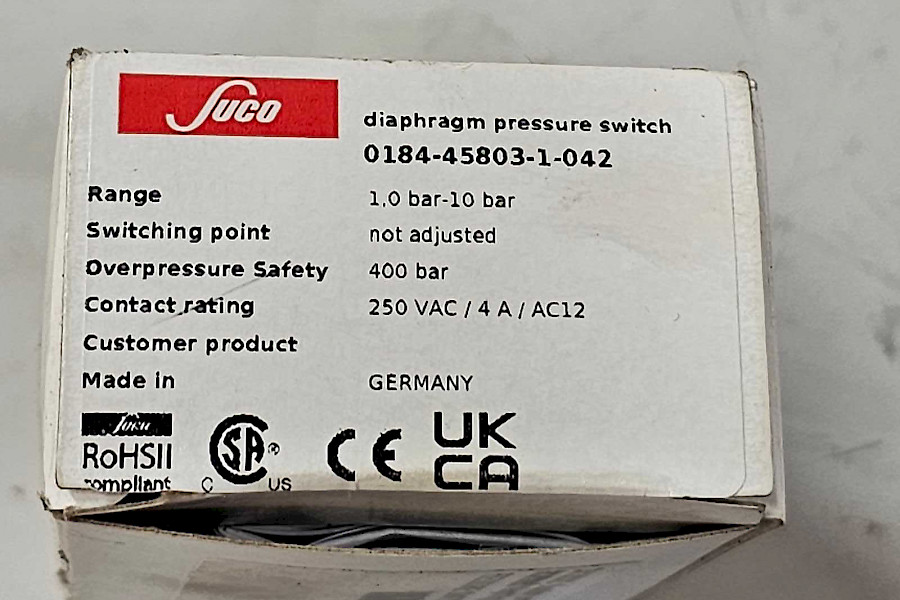 Suco
diaphragm pressure switch
0184-45803-1-042
Range 1,0 bar-10 bar
Switching point not adjusted
Overpressure Safety 400 bar
Contact rating 250 VAC / 4 A / AC12
Customer product
Made in GERMANY
Suco
RoHSII
compliant
SA®
C US
CE
UK
CA